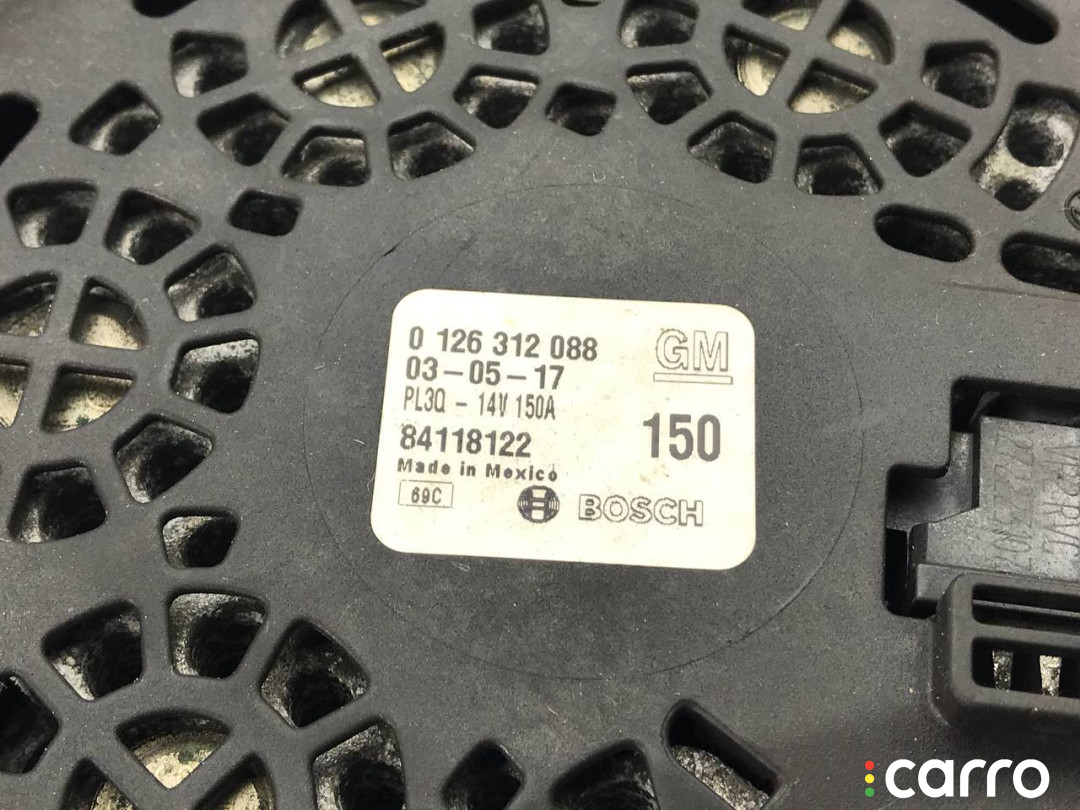 0 126 312 088
GM
03-05-17
PL3Q - 14V 150A
84118122
150
Made in Mexico
69C
BOSCH
carro